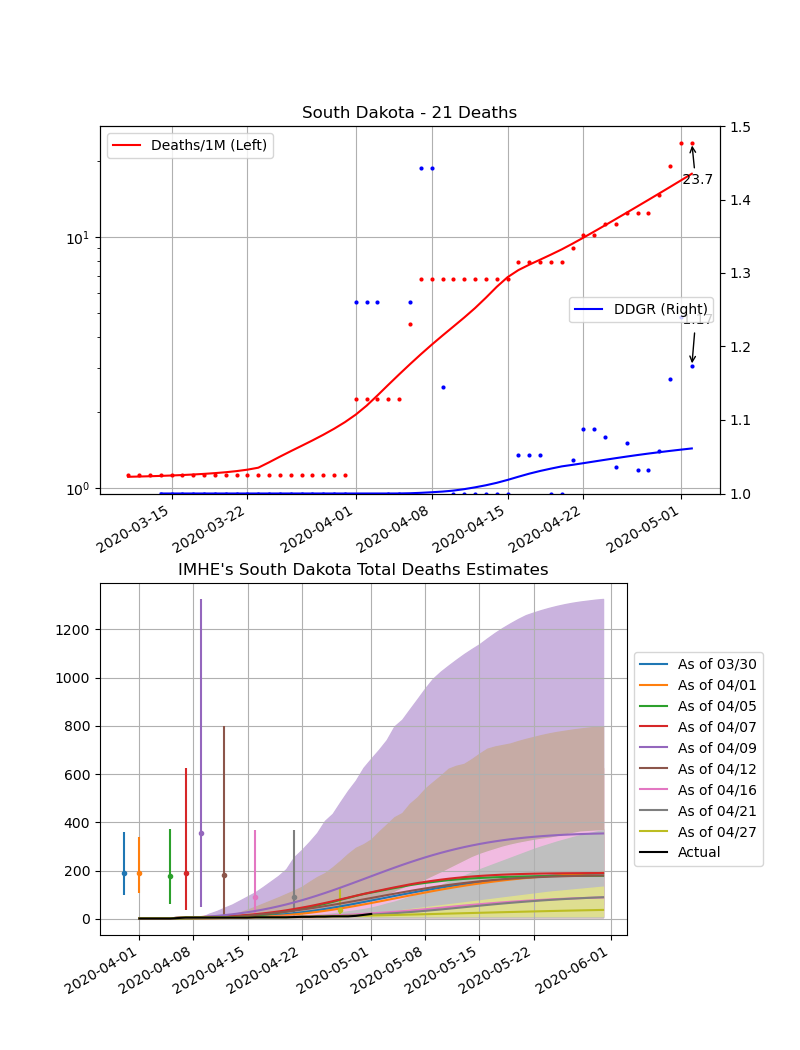 South Dakota - 21 Deaths
Deaths/1M (Left)
DDGR (Right)
23.7
1.17
10^1
10^0
1.5
1.4
1.3
1.2
1.1
1.0
2020-03-15
2020-03-22
2020-04-01
2020-04-08
2020-04-15
2020-04-22
2020-05-01
IMHE's South Dakota Total Deaths Estimates
1200
1000
800
600
400
200
0
2020-04-01
2020-04-08
2020-04-15
2020-04-22
2020-05-01
2020-05-08
2020-05-15
2020-05-22
2020-06-01
As of 03/30
As of 04/01
As of 04/05
As of 04/07
As of 04/09
As of 04/12
As of 04/16
As of 04/21
As of 04/27
Actual